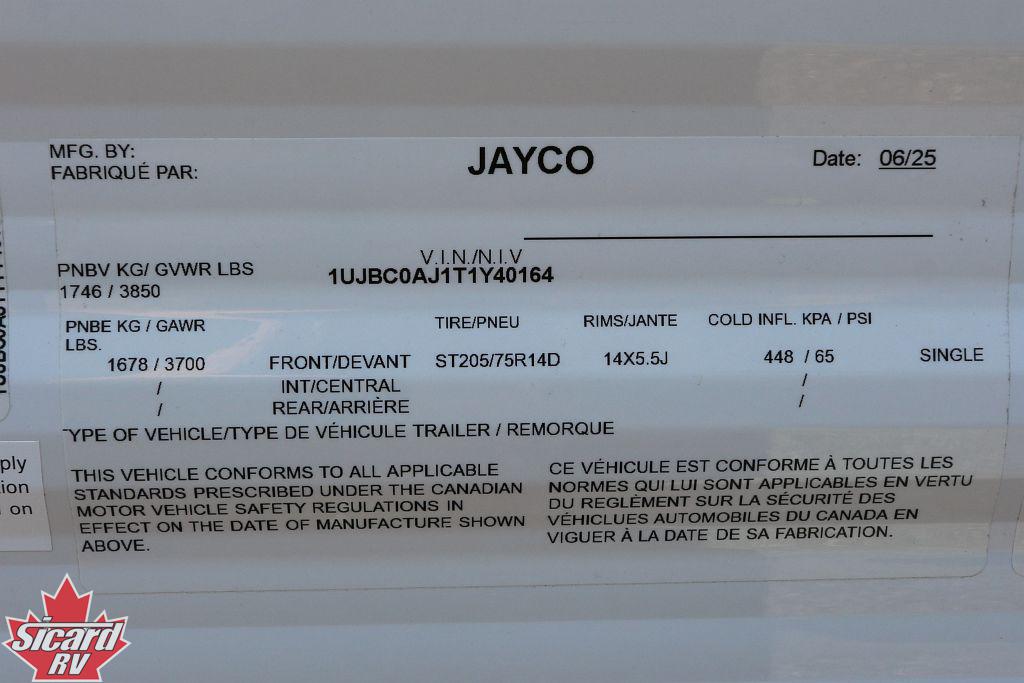 MFG. BY:
FABRIQUÉ PAR:
JAYCO
Date: 06/25
V.I.N./N.I.V
1UJBC0AJ1T1Y40164
PNBV KG/ GVWR LBS
1746 / 3850
PNBE KG / GAWR
LBS.
TIRE/PNEU RIMS/JANTE COLD INFL. KPA / PSI
1678 / 3700 FRONT/DEVANT ST205/75R14D 14X5.5J 448 / 65 SINGLE
/ INT/CENTRAL /
/ REAR/ARRIÈRE /
TYPE OF VEHICLE/TYPE DE VÉHICULE TRAILER / REMORQUE
THIS VEHICLE CONFORMS TO ALL APPLICABLE
STANDARDS PRESCRIBED UNDER THE CANADIAN
MOTOR VEHICLE SAFETY REGULATIONS IN
EFFECT ON THE DATE OF MANUFACTURE SHOWN
ABOVE.
CE VÉHICULE EST CONFORME À TOUTES LES
NORMES QUI LUI SONT APPLICABLES EN VERTU
DU REGLÈMENT SUR LA SÉCURITÉ DES
VÉHICLUES AUTOMOBILES DU CANADA EN
VIGUER À LA DATE DE SA FABRICATION.
ply
tion
on
Sicard
RV